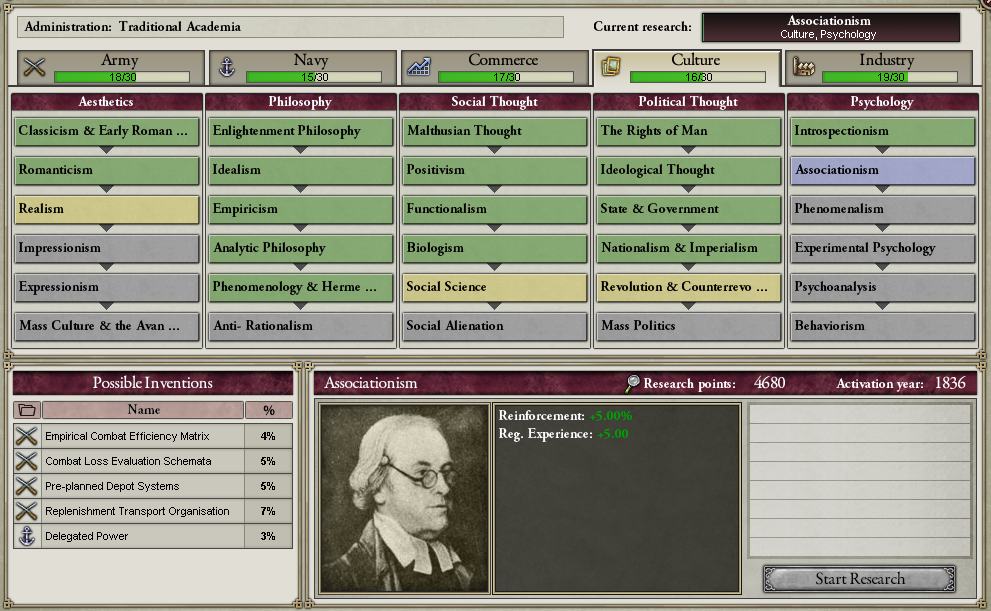 Administration: Traditional Academia
Current research:
Associationism
Culture, Psychology
Army
18/30
Navy
15/30
Commerce
17/30
Culture
16/30
Industry
19/30
Aesthetics
Philosophy
Social Thought
Political Thought
Psychology
Classicism & Early Roman ...
Enlightenment Philosophy
Malthusian Thought
The Rights of Man
Introspectionism
Romanticism
Idealism
Positivism
Ideological Thought
Associationism
Realism
Empiricism
Functionalism
State & Government
Phenomenalism
Impressionism
Analytic Philosophy
Biologism
Nationalism & Imperialism
Experimental Psychology
Expressionism
Phenomenology & Herme ...
Social Science
Revolution & Counterrevo ...
Psychoanalysis
Mass Culture & the Avan ...
Anti- Rationalism
Social Alienation
Mass Politics
Behaviorism
Possible Inventions
Name %
Empirical Combat Efficiency Matrix 4%
Combat Loss Evaluation Schemata 5%
Pre-planned Depot Systems 5%
Replenishment Transport Organisation 7%
Delegated Power 3%
Associationism
Research points: 4680
Activation year: 1836
Reinforcement: +5.00%
Reg. Experience: +5.00
Start Research